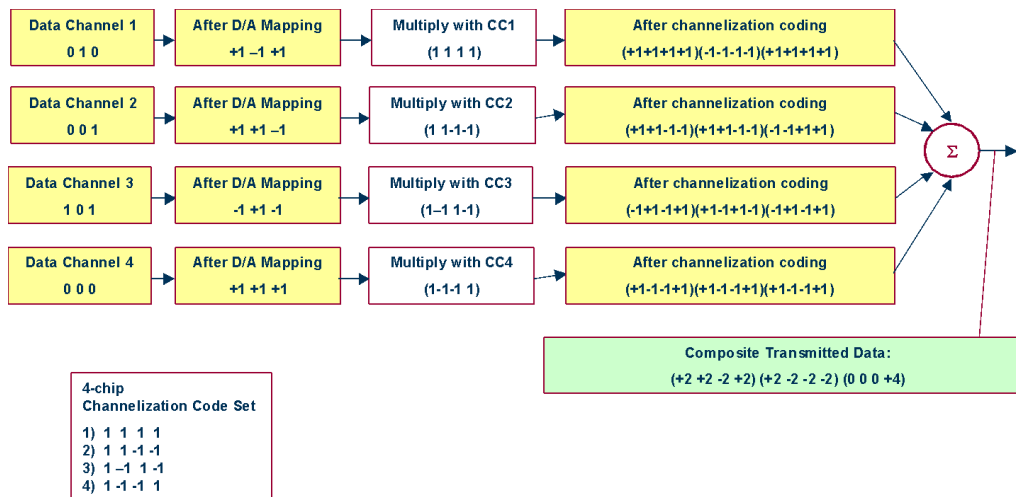 Data Channel 1
0 1 0
After D/A Mapping
+1 –1 +1
Multiply with CC1
(1 1 1 1)
After channelization coding
(+1+1+1+1)(-1-1-1-1)(+1+1+1+1)
Data Channel 2
0 0 1
After D/A Mapping
+1 +1 –1
Multiply with CC2
(1 1-1-1)
After channelization coding
(+1+1-1-1)(+1+1-1-1)(-1-1+1+1)
Σ
Data Channel 3
1 0 1
After D/A Mapping
-1 +1 -1
Multiply with CC3
(1–1 1-1)
After channelization coding
(-1+1-1+1)(+1-1+1-1)(-1+1-1+1)
Data Channel 4
0 0 0
After D/A Mapping
+1 +1 +1
Multiply with CC4
(1-1-1 1)
After channelization coding
(+1-1-1+1)(+1-1-1+1)(+1-1-1+1)
Composite Transmitted Data:
(+2 +2 -2 +2) (+2 -2 -2 -2) (0 0 0 +4)
4-chip
Channelization Code Set
1) 1 1 1 1
2) 1 1 -1 -1
3) 1 –1 1 -1
4) 1 -1 -1 1